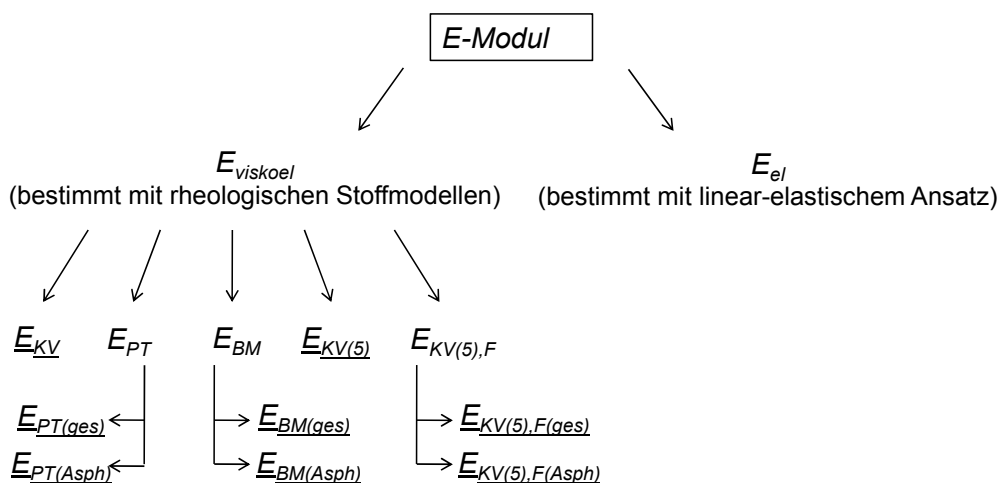 E-Modul
E_viskoel
(bestimmt mit rheologischen Stoffmodellen)
E_el
(bestimmt mit linear-elastischem Ansatz)
E_KV E_PT E_BM E_KV(5) E_KV(5),F
E_PT(ges) E_BM(ges) E_KV(5),F(ges)
E_PT(Asph) E_BM(Asph) E_KV(5),F(Asph)